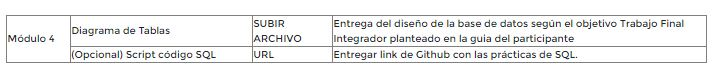 Módulo 4
Diagrama de Tablas
SUBIR
ARCHIVO
Entrega del diseño de la base de datos según el objetivo Trabajo Final
Integrador planteado en la guia del participante
(Opcional) Script código SQL
URL
Entregar link de Github con las prácticas de SQL.